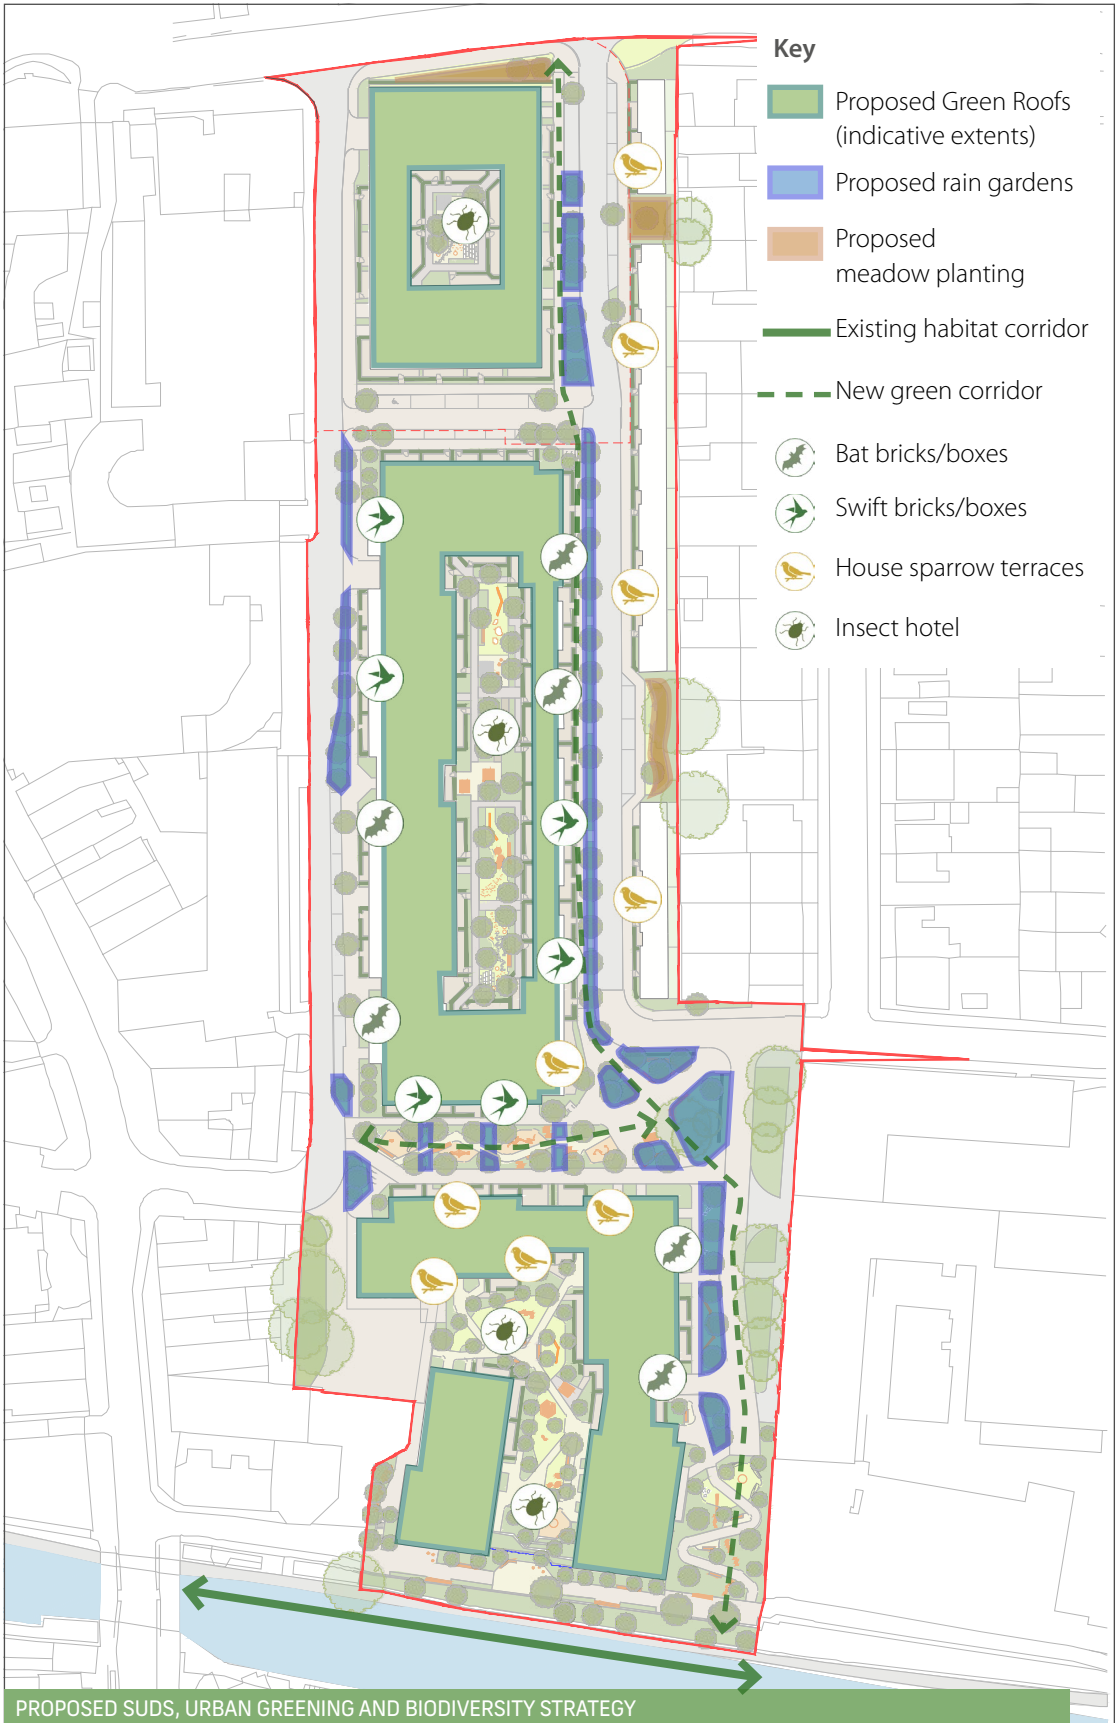 Key
Proposed Green Roofs
(indicative extents)
Proposed rain gardens
Proposed
meadow planting
Existing habitat corridor
New green corridor
Bat bricks/boxes
Swift bricks/boxes
House sparrow terraces
Insect hotel
PROPOSED SUDS, URBAN GREENING AND BIODIVERSITY STRATEGY